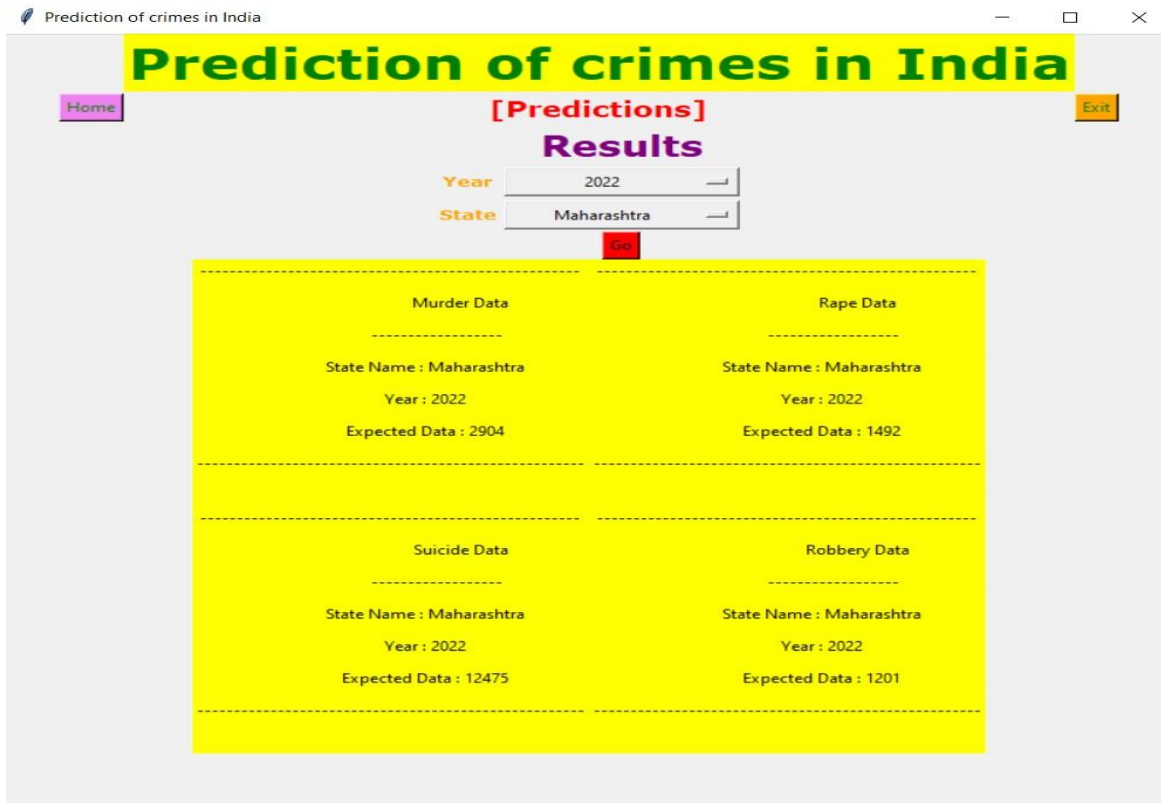 Prediction of crimes in India
Prediction of crimes in India
Home
[Predictions]
Exit
Results
Year 2022
State Maharashtra
Go
------------------------------------------------
Murder Data
------------------
State Name : Maharashtra
Year : 2022
Expected Data : 2904
-------------------------------------------------
------------------------------------------------
Rape Data
------------------
State Name : Maharashtra
Year : 2022
Expected Data : 1492
-------------------------------------------------
------------------------------------------------
Suicide Data
------------------
State Name : Maharashtra
Year : 2022
Expected Data : 12475
-------------------------------------------------
------------------------------------------------
Robbery Data
------------------
State Name : Maharashtra
Year : 2022
Expected Data : 1201
-------------------------------------------------